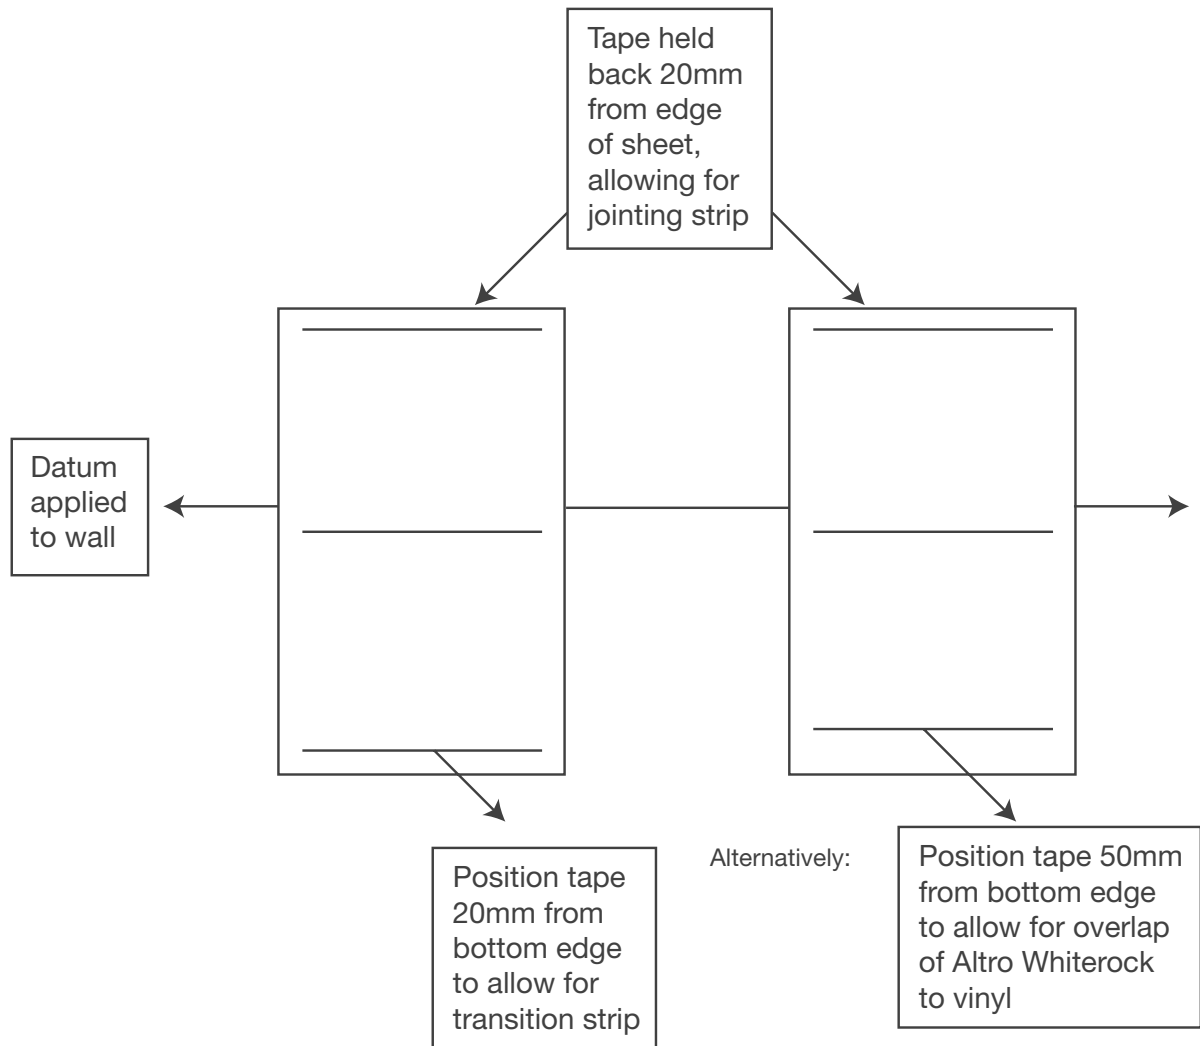 Tape held
back 20mm
from edge
of sheet,
allowing for
jointing strip
Datum
applied
to wall
Position tape
20mm from
bottom edge
to allow for
transition strip
Alternatively:
Position tape 50mm
from bottom edge
to allow for overlap
of Altro Whiterock
to vinyl